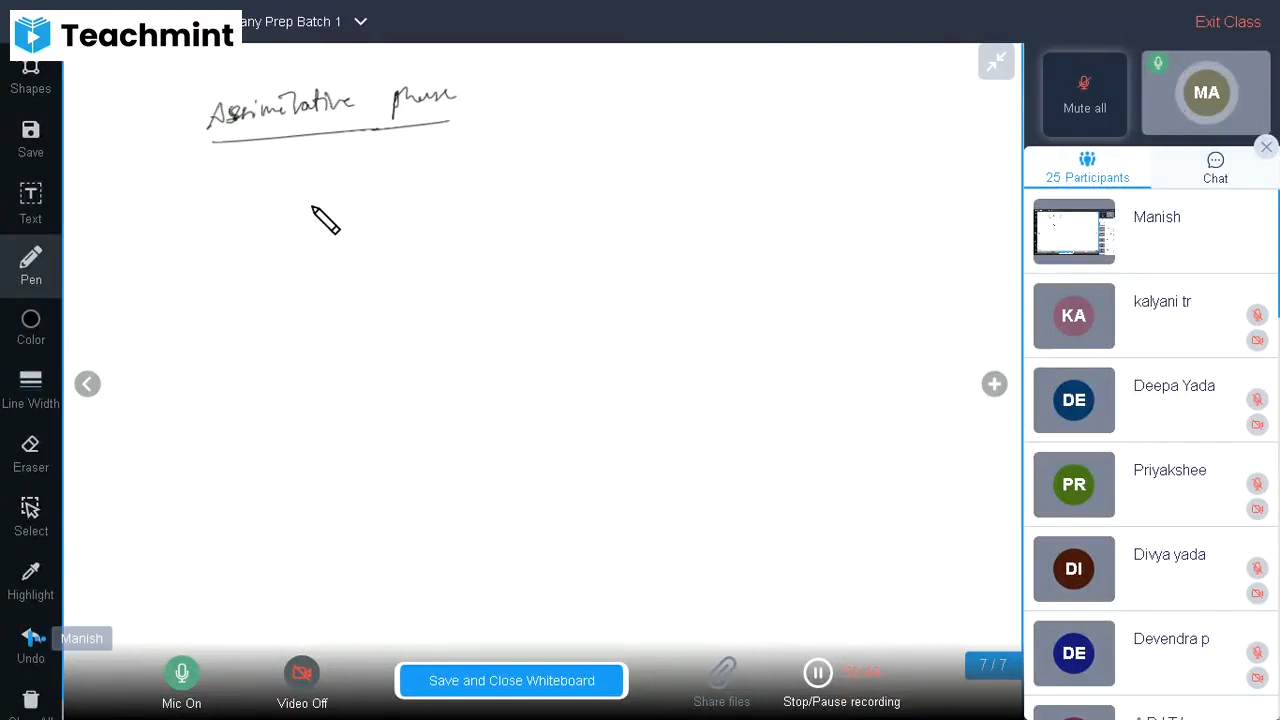 Teachmint
any Prep Batch 1
Exit Class
Shapes
Save
Text
Pen
Color
Line Width
Eraser
Select
Highlight
Undo
Manish
Assimilative phase
MA
Mute all
25 Participants
Chat
Manish
KA
kalyani tr
DE
Deepa Yada
PR
Priyakshee
DI
Divya yada
DE
Devendra p
7 / 7
Mic On
Video Off
Save and Close Whiteboard
Share files
Stop/Pause recording